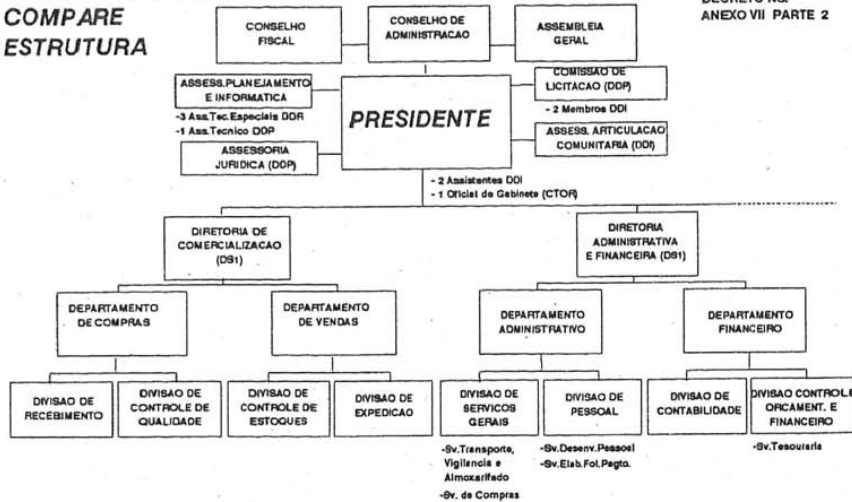 COMPARE
ESTRUTURA
DECRETO No.
ANEXO VII PARTE 2
CONSELHO
FISCAL
CONSELHO DE
ADMINISTRACAO
ASSEMBLEIA
GERAL
ASSESS.PLANEJAMENTO
E INFORMATICA
-3 Ass.Tec.Especiais DDR
-1 Ass.Tecnico DDP
ASSESSORIA
JURIDICA (DDP)
PRESIDENTE
COMISSAO DE
LICITACAO (DDP)
- 2 Membros DDI
ASSESS. ARTICULACAO
COMUNITARIA (DDI)
- 2 Assistentes DDI
- 1 Oficial de Gabinete (CTOR)
DIRETORIA DE
COMERCIALIZACAO
(DS1)
DIRETORIA
ADMINISTRATIVA
E FINANCEIRA (DS1)
DEPARTAMENTO
DE COMPRAS
DEPARTAMENTO
DE VENDAS
DEPARTAMENTO
ADMINISTRATIVO
DEPARTAMENTO
FINANCEIRO
DIVISAO DE
RECEBIMENTO
DIVISAO DE
CONTROLE DE
QUALIDADE
DIVISAO DE
CONTROLE DE
ESTOQUES
DIVISAO DE
EXPEDICAO
DIVISAO DE
SERVICOS
GERAIS
-Sv.Transporte,
Vigilancia e
Almoxarifado
-Sv. de Compras
DIVISAO DE
PESSOAL
-Sv.Desenv.Pessoal
-Sv.Elab.Fol.Pagto.
DIVISAO DE
CONTABILIDADE
DIVISAO CONTROLE
ORCAMENT. E
FINANCEIRO
-Sv.Tesouraria